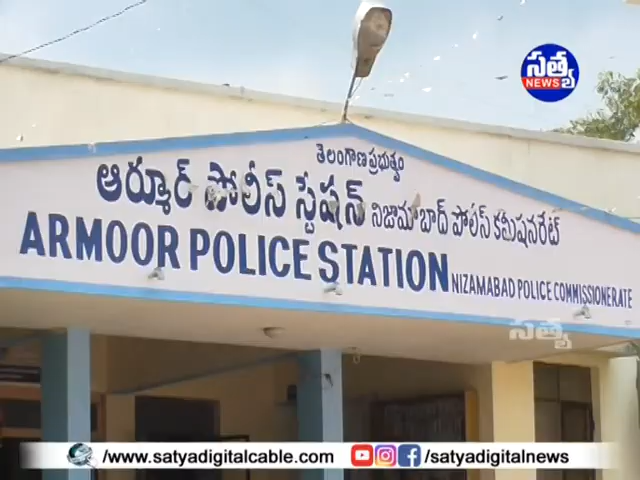 సత్య
NEWS
తెలంగాణ ప్రభుత్వం
ఆర్మూర్ పోలీస్ స్టేషన్ నిజామాబాద్ పోలీస్ కమిషనరేట్
ARMOOR POLICE STATION NIZAMABAD POLICE COMMISSIONERATE
సత్య
/www.satyadigitalcable.com /satyadigitalnews